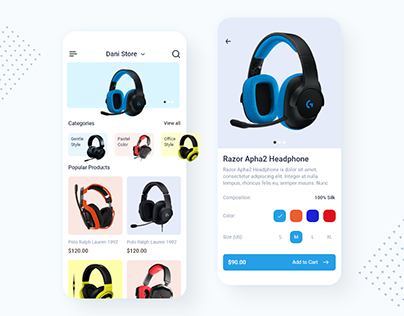 Dani Store
Categories
View all
Gentle
Style
Pastel
Color
Office
Style
Popular Products
Polo Ralph Lauren 1992
$120.00
Polo Ralph Lauren 1992
$120.00
Razor Apha2 Headphone
Razor Apha2 is a dolor sit amet, consectetur adipiscing elit. Integer at nulla tempus, rhoncus felis eu, semper mauris. Nunc
Composition
100% Silk
Color:
Size (US):
S
M
L
XL
$90.00
Add to Cart